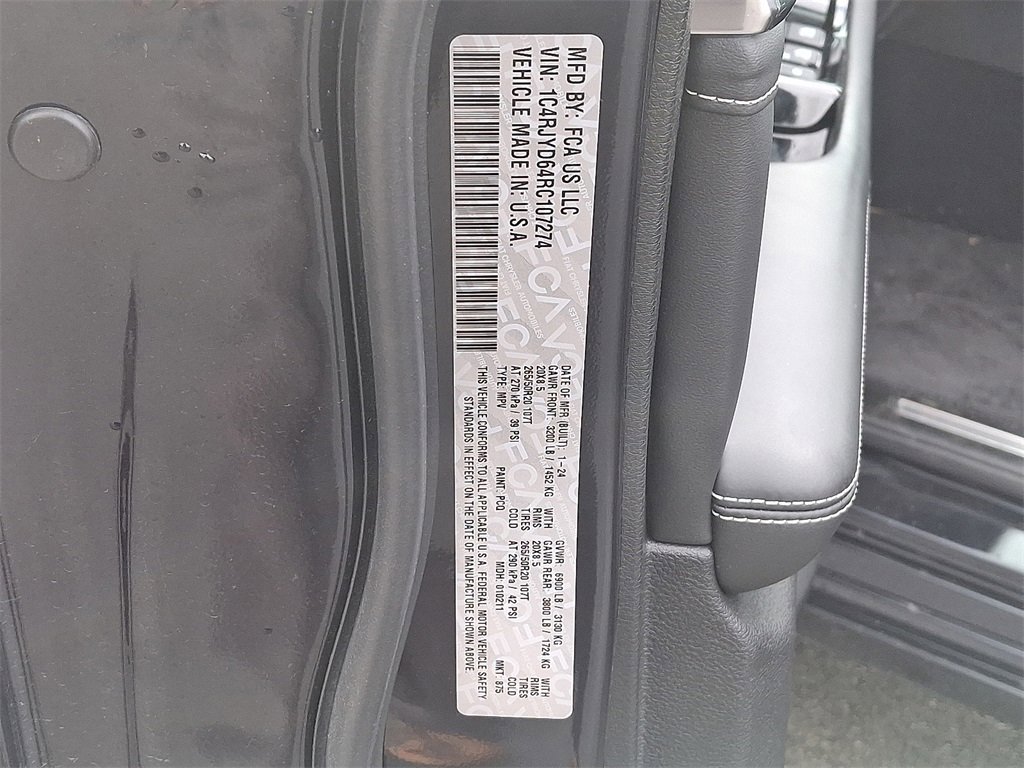 MFD BY: FCA US LLC
VIN: 1C4RJYD64RC107274
VEHICLE MADE IN: U.S.A.
DATE OF MFR (BUILT): 1-24 GVWR: 6900 LB / 3130 KG
GAWR FRONT: 3200 LB / 1452 KG WITH GAWR REAR: 3800 LB / 1724 KG WITH
20X8.5 RIMS 20X8.5 RIMS
265/50R20 107T TIRES 265/50R20 107T TIRES
AT 270 kPa / 39 PSI COLD AT 290 kPa / 42 PSI COLD
TYPE: MPV PAINT: PCQ MDH: 010211 MKT: 875
THIS VEHICLE CONFORMS TO ALL APPLICABLE U.S.A. FEDERAL MOTOR VEHICLE SAFETY
STANDARDS IN EFFECT ON THE DATE OF MANUFACTURE SHOWN ABOVE.
FCA
FIAT CHRYSLER AUTOMOBILES